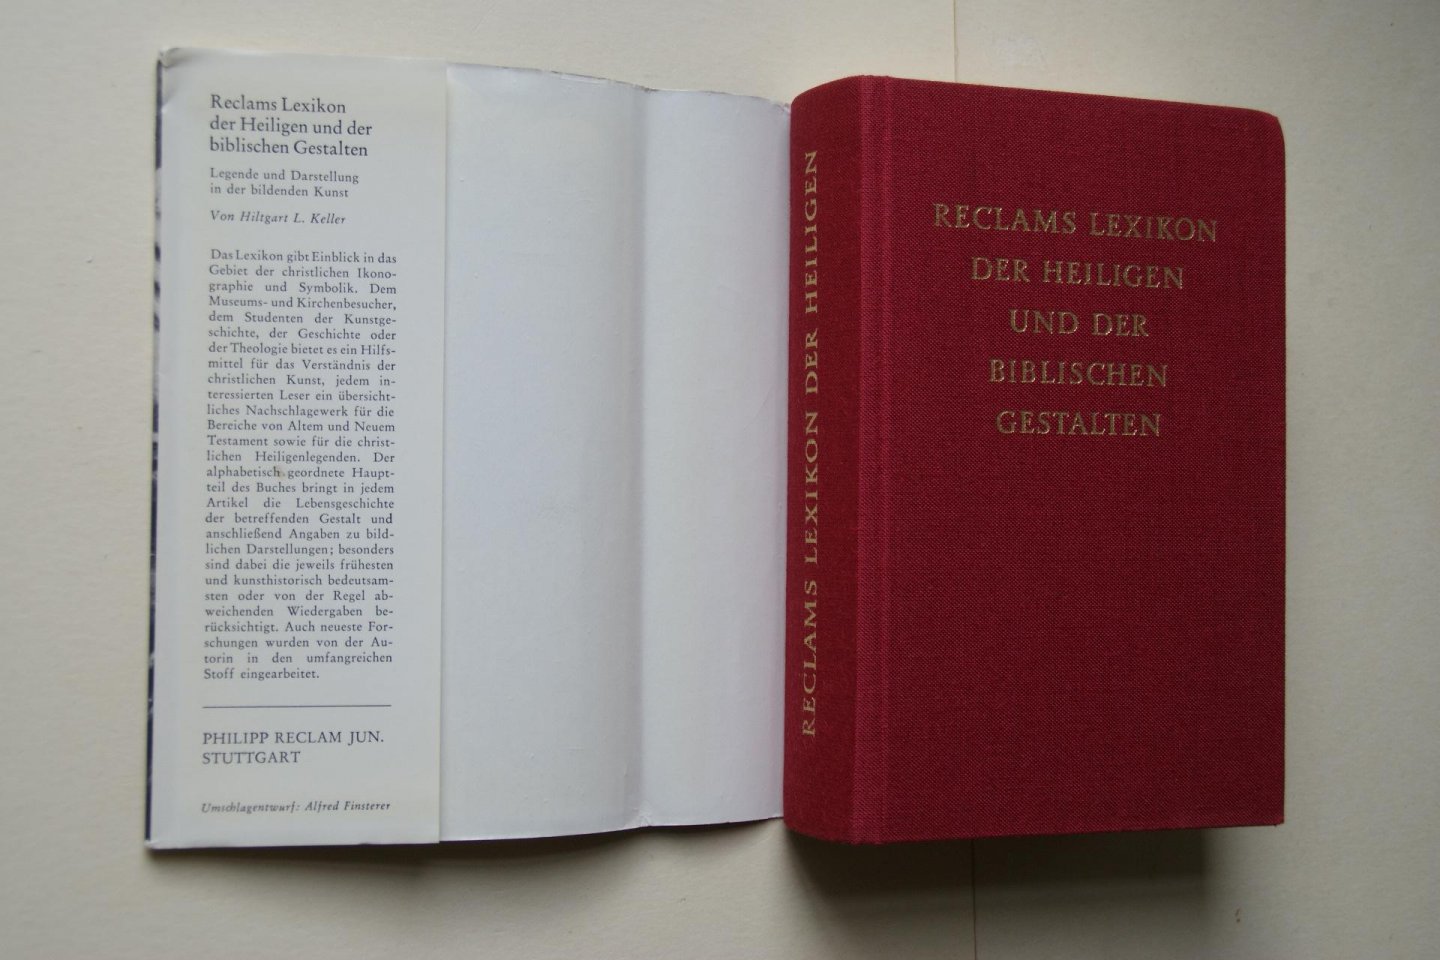 Reclams Lexikon
der Heiligen und der
biblischen Gestalten
Legende und Darstellung
in der bildenden Kunst
Von Hiltgart L. Keller
Das Lexikon gibt Einblick in das
Gebiet der christlichen Ikono-
graphie und Symbolik. Dem
Museums- und Kirchenbesucher,
dem Studenten der Kunstge-
schichte, der Geschichte oder
der Theologie bietet es ein Hilfs-
mittel für das Verständnis der
christlichen Kunst, jedem in-
teressierten Leser ein übersicht-
liches Nachschlagewerk für die
Bereiche von Altem und Neuem
Testament sowie für die christ-
lichen Heiligenlegenden. Der
alphabetisch geordnete Haupt-
teil des Buches bringt in jedem
Artikel die Lebensgeschichte
der betreffenden Gestalt und
anschließend Angaben zu bild-
lichen Darstellungen; besonders
sind dabei die jeweils frühesten
und kunsthistorisch bedeutsam-
sten oder von der Regel ab-
weichenden Wiedergaben be-
rücksichtigt. Auch neueste For-
schungen wurden von der Au-
torin in den umfangreichen
Stoff eingearbeitet.
PHILIPP RECLAM JUN.
STUTTGART
Umschlagentwurf: Alfred Finsterer
RECLAMS LEXIKON DER HEILIGEN
RECLAMS LEXIKON
DER HEILIGEN
UND DER
BIBLISCHEN
GESTALTEN